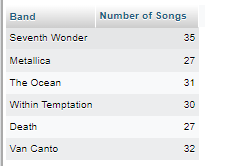 Band Number of Songs
Seventh Wonder 35
Metallica 27
The Ocean 31
Within Temptation 30
Death 27
Van Canto 32